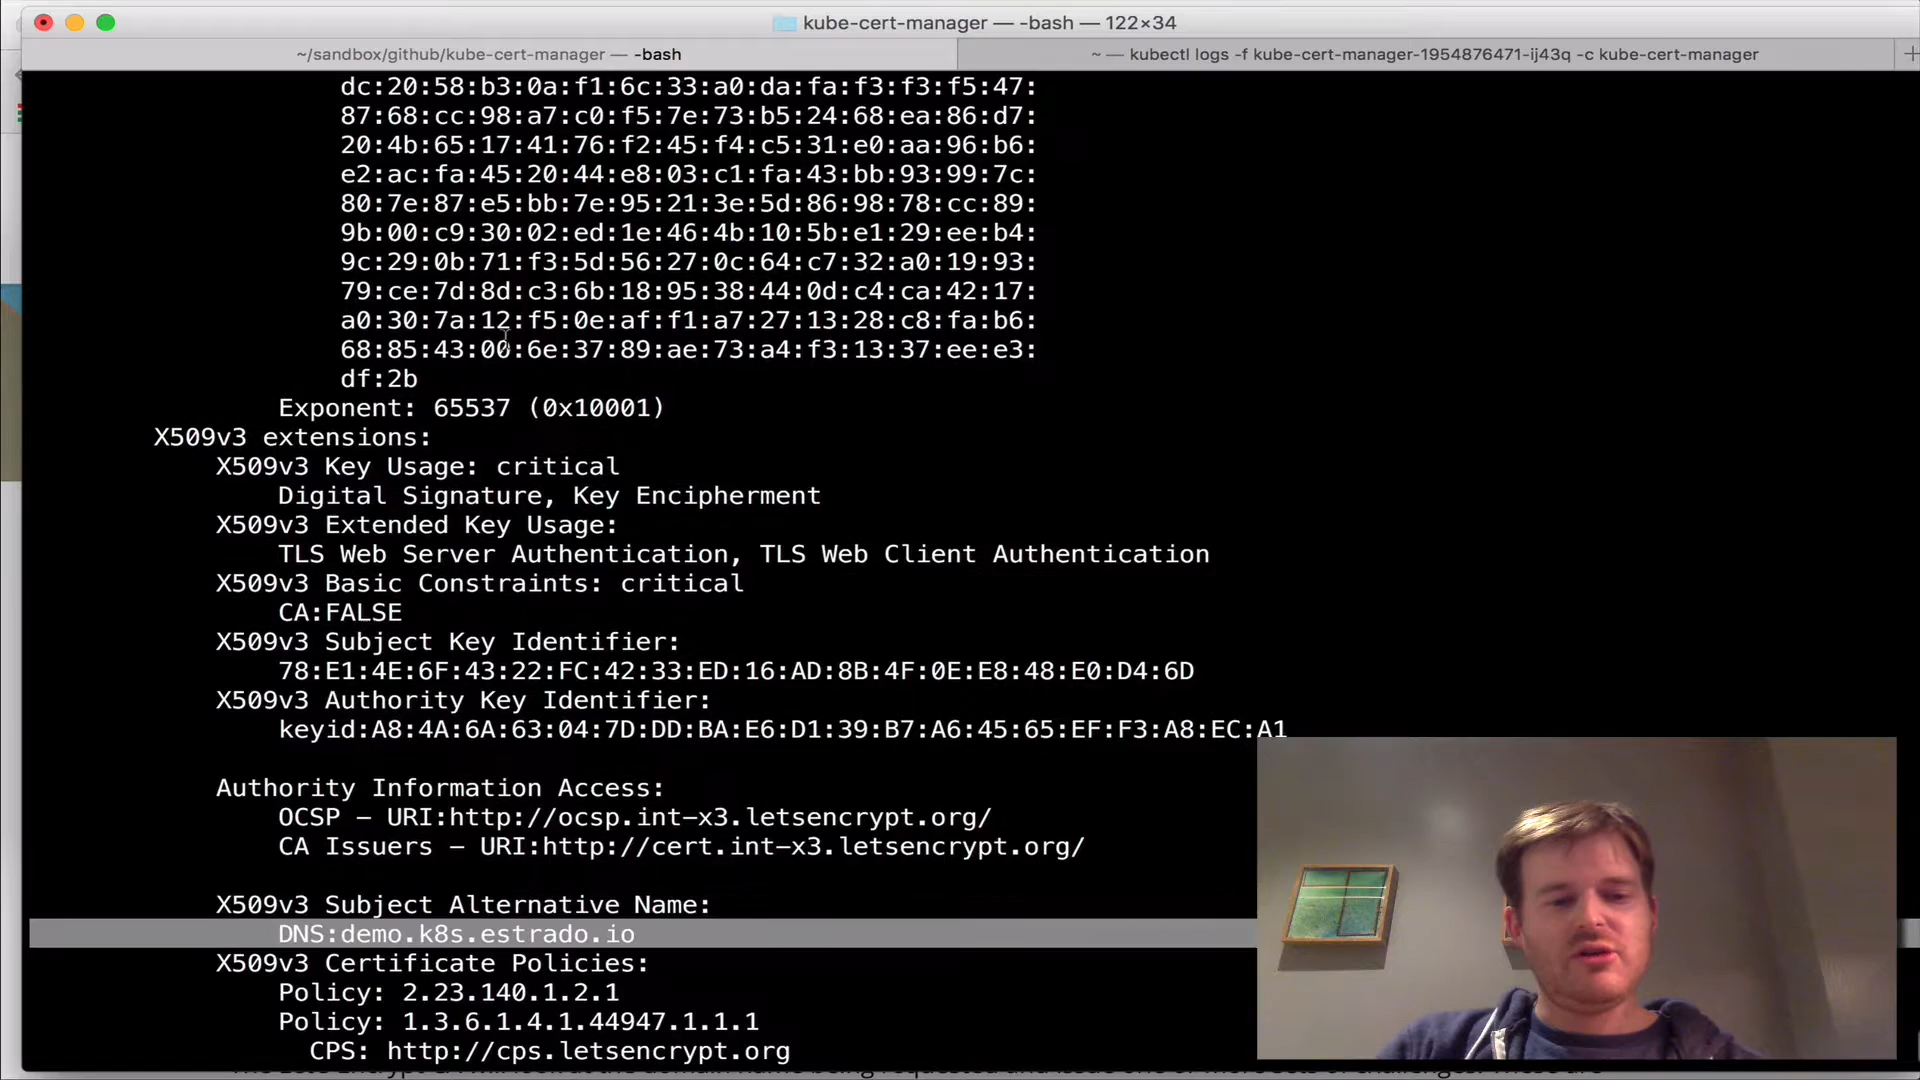 kube-cert-manager — -bash — 122×34
~/sandbox/github/kube-cert-manager — -bash
~ — kubectl logs -f kube-cert-manager-1954876471-ij43q -c kube-cert-manager
dc:20:58:b3:0a:f1:6c:33:a0:da:fa:f3:f3:f5:47:
87:68:cc:98:a7:c0:f5:7e:73:b5:24:68:ea:86:d7:
20:4b:65:17:41:76:f2:45:f4:c5:31:e0:aa:96:b6:
e2:ac:fa:45:20:44:e8:03:c1:fa:43:bb:93:99:7c:
80:7e:87:e5:bb:7e:95:21:3e:5d:86:98:78:cc:89:
9b:00:c9:30:02:ed:1e:46:4b:10:5b:e1:29:ee:b4:
9c:29:0b:71:f3:5d:56:27:0c:64:c7:32:a0:19:93:
79:ce:7d:8d:c3:6b:18:95:38:44:0d:c4:ca:42:17:
a0:30:7a:12:f5:0e:af:f1:a7:27:13:28:c8:fa:b6:
68:85:43:00:6e:37:89:ae:73:a4:f3:13:37:ee:e3:
df:2b
Exponent: 65537 (0x10001)
X509v3 extensions:
X509v3 Key Usage: critical
Digital Signature, Key Encipherment
X509v3 Extended Key Usage:
TLS Web Server Authentication, TLS Web Client Authentication
X509v3 Basic Constraints: critical
CA:FALSE
X509v3 Subject Key Identifier:
78:E1:4E:6F:43:22:FC:42:33:ED:16:AD:8B:4F:0E:E8:48:E0:D4:6D
X509v3 Authority Key Identifier:
keyid:A8:4A:6A:63:04:7D:DD:BA:E6:D1:39:B7:A6:45:65:EF:F3:A8:EC:A1
Authority Information Access:
OCSP - URI:http://ocsp.int-x3.letsencrypt.org/
CA Issuers - URI:http://cert.int-x3.letsencrypt.org/
X509v3 Subject Alternative Name:
DNS:demo.k8s.estrado.io
X509v3 Certificate Policies:
Policy: 2.23.140.1.2.1
Policy: 1.3.6.1.4.1.44947.1.1.1
CPS: http://cps.letsencrypt.org